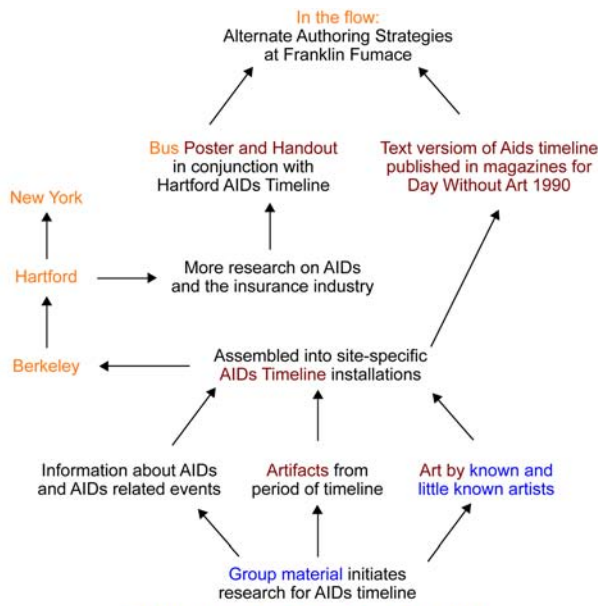 In the flow:
Alternate Authoring Strategies
at Franklin Fumace
Bus Poster and Handout
in conjunction with
Hartford AIDs Timeline
Text versiom of Aids timeline
published in magazines for
Day Without Art 1990
New York
Hartford
More research on AIDs
and the insurance industry
Berkeley
Assembled into site-specific
AIDs Timeline installations
Information about AIDs
and AIDs related events
Artifacts from
period of timeline
Art by known and
little known artists
Group material initiates
research for AIDs timeline